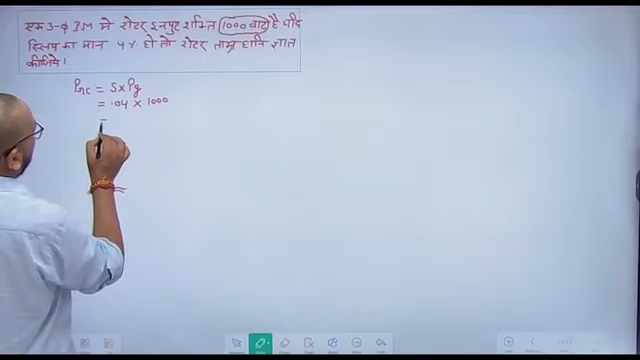 एक 3-ϕ IM मे रोटर इनपुट शक्ति 1000 वाट है यदि
स्लिप का मान 4% हो तो रोटर ताम्र हानि ज्ञात
कीजिये।
Prc = S×Pg
= .04 × 1000
=